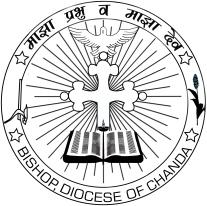 माझा प्रभु व माझा देव
BISHOP, DIOCESE OF CHANDA